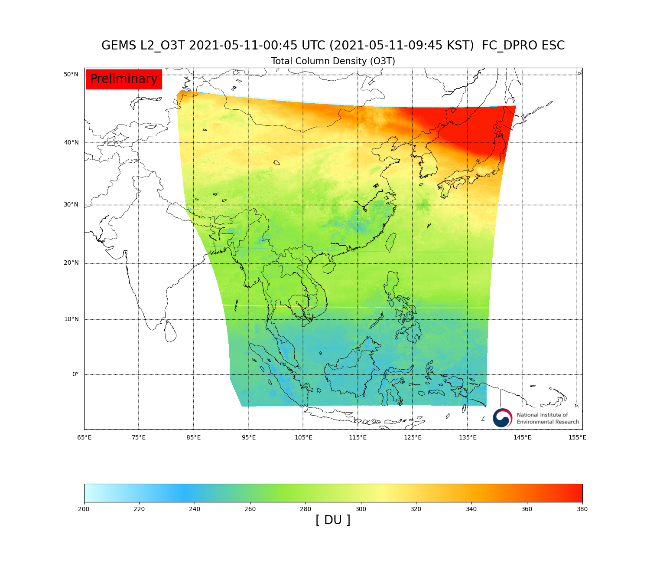 GEMS L2_O3T 2021-05-11-00:45 UTC (2021-05-11-09:45 KST)  FC_DPRO ESC
Total Column Density (O3T)
Preliminary
50°N
40°N
30°N
20°N
10°N
0°
National Institute of
Environmental Research
65°E 75°E 85°E 95°E 105°E 115°E 125°E 135°E 145°E 155°E
200 220 240 260 280 300 320 340 360 380
[ DU ]